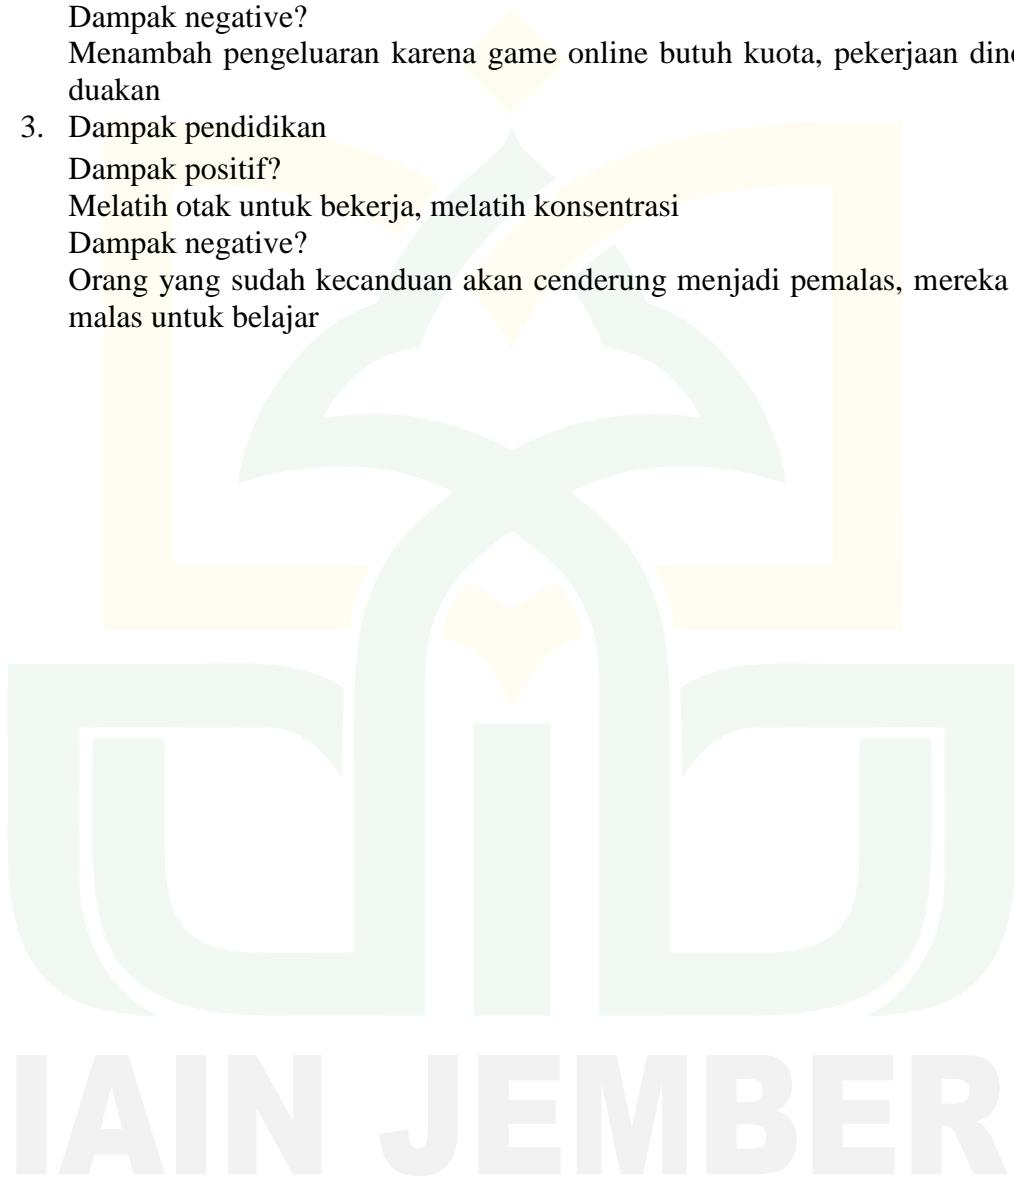 Dampak negative?
Menambah pengeluaran karena game online butuh kuota, pekerjaan
duakan
3. Dampak pendidikan
Dampak positif?
Melatih otak untuk bekerja, melatih konsentrasi
Dampak negative?
Orang yang sudah kecanduan akan cenderung menjadi pemalas, mereka
malas untuk belajar
IAIN JEMBER